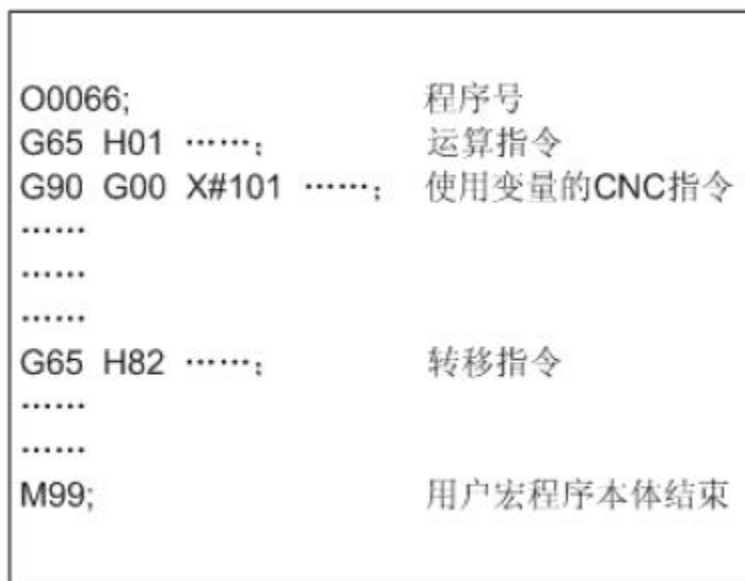 O0066; 程序号
G65 H01 ……; 运算指令
G90 G00 X#101 ……; 使用变量的CNC指令
……
……
……
G65 H82 ……; 转移指令
……
……
M99; 用户宏程序本体结束